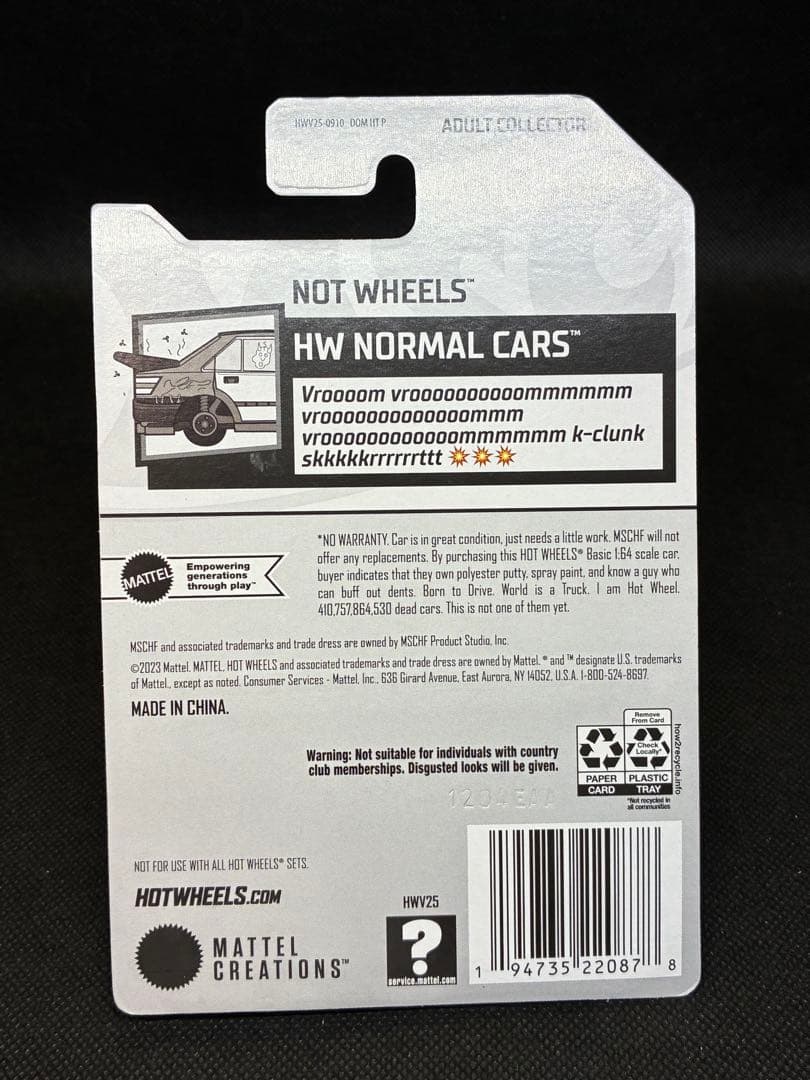 HWV25-0910 DOM HT P
ADULT COLLECTOR
NOT WHEELS™
HW NORMAL CARS™
Vroooom vroooooooooommmmmm
vrooooooooooooommm
vroooooooooooommmmmm k-clunk
skkkkkrrrrrrttt 💥💥💥
*NO WARRANTY. Car is in great condition, just needs a little work. MSCHF will not
offer any replacements. By purchasing this HOT WHEELS® Basic 1:64 scale car,
buyer indicates that they own polyester putty, spray paint, and know a guy who
can buff out dents. Born to Drive. World is a Truck. I am Hot Wheel.
410,757,864,530 dead cars. This is not one of them yet.
MATTEL
Empowering
generations
through play™
MSCHF and associated trademarks and trade dress are owned by MSCHF Product Studio, Inc.
©2023 Mattel. MATTEL, HOT WHEELS and associated trademarks and trade dress are owned by Mattel. ® and ™ designate U.S. trademarks
of Mattel, except as noted. Consumer Services - Mattel, Inc., 636 Girard Avenue, East Aurora, NY 14052, U.S.A. 1-800-524-8697.
MADE IN CHINA.
Warning: Not suitable for individuals with country
club memberships. Disgusted looks will be given.
Remove
From Card
Check
Locally*
PAPER
CARD
PLASTIC
TRAY
*Not recycled in
all communities
how2recycle.info
NOT FOR USE WITH ALL HOT WHEELS® SETS.
HOTWHEELS.COM
MATTEL
CREATIONS™
HWV25
?
service.mattel.com
1 94735 22087 8